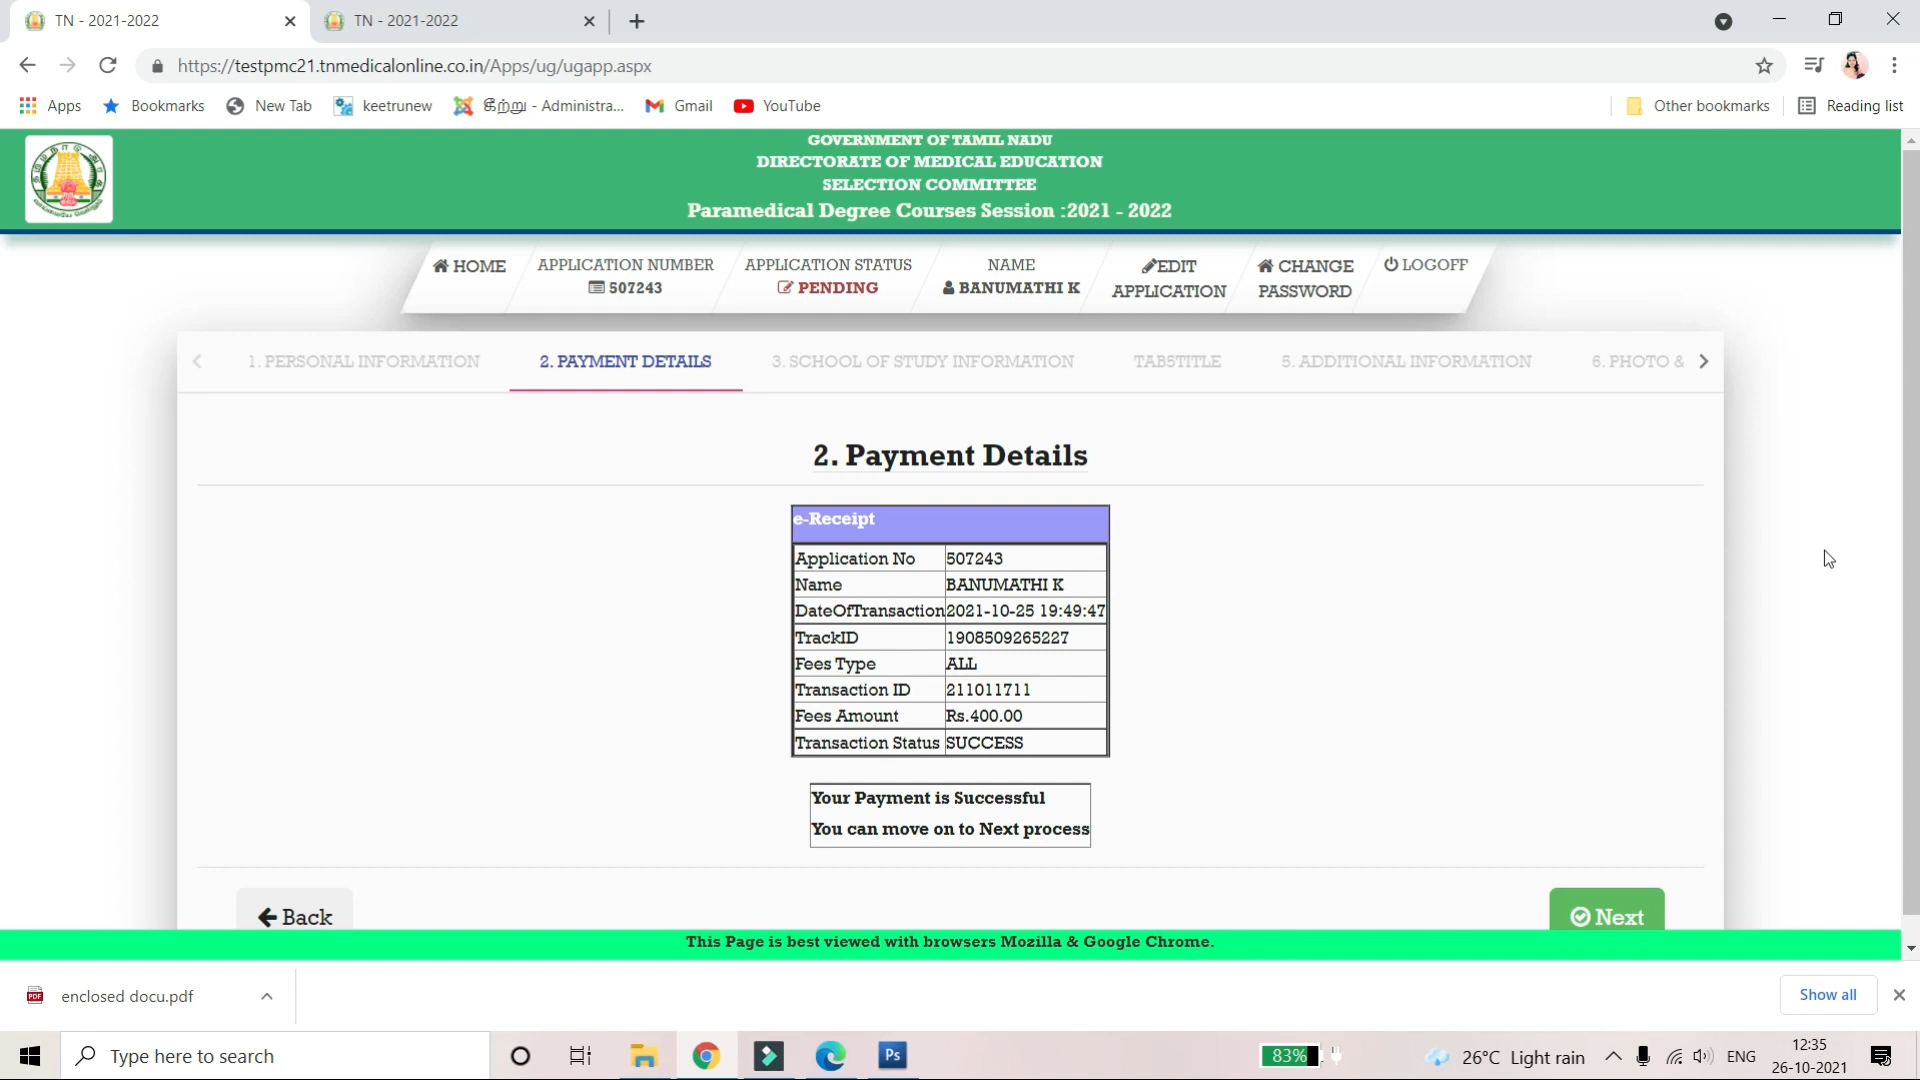 TN - 2021-2022
TN - 2021-2022
https://testpmc21.tnmedicalonline.co.in/Apps/ug/ugapp.aspx
Apps
Bookmarks
New Tab
keetrunew
கீற்று - Administra...
Gmail
YouTube
Other bookmarks
Reading list
GOVERNMENT OF TAMIL NADU
DIRECTORATE OF MEDICAL EDUCATION
SELECTION COMMITTEE
Paramedical Degree Courses Session :2021 - 2022
HOME
APPLICATION NUMBER
507243
APPLICATION STATUS
PENDING
NAME
BANUMATHI K
EDIT
APPLICATION
CHANGE
PASSWORD
LOGOFF
1. PERSONAL INFORMATION
2. PAYMENT DETAILS
3. SCHOOL OF STUDY INFORMATION
TAB5TITLE
5. ADDITIONAL INFORMATION
6. PHOTO &
2. Payment Details
e-Receipt
Application No 507243
Name BANUMATHI K
DateOfTransaction 2021-10-25 19:49:47
TrackID 1908509265227
Fees Type ALL
Transaction ID 211011711
Fees Amount Rs.400.00
Transaction Status SUCCESS
Your Payment is Successful
You can move on to Next process
Back
Next
This Page is best viewed with browsers Mozilla & Google Chrome.
enclosed docu.pdf
Show all
Type here to search
Ps
83%
26°C Light rain
ENG
12:35
26-10-2021